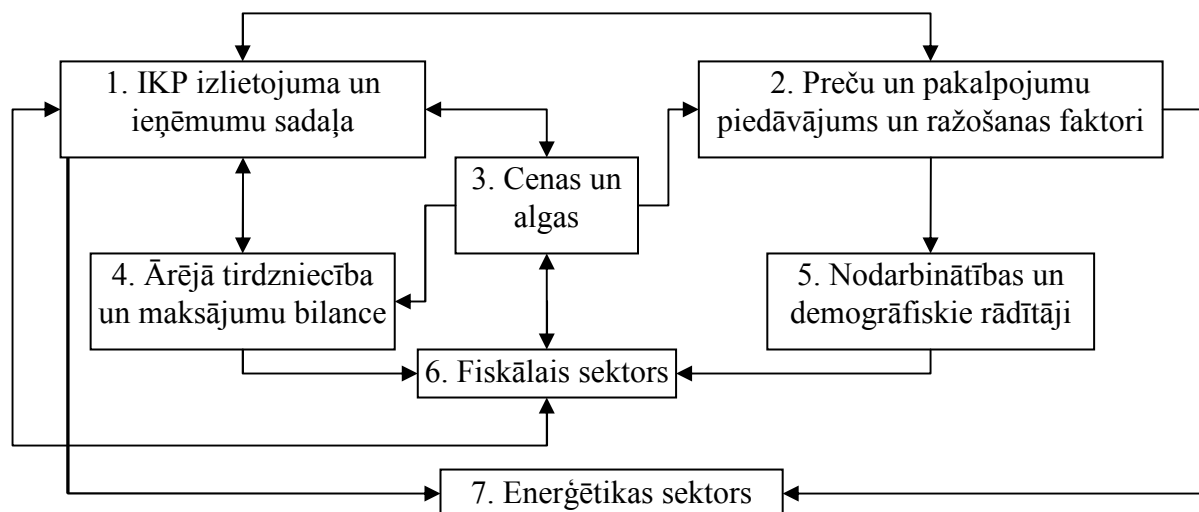 1. IKP izlietojuma un
ieņēmumu sadaļa
2. Preču un pakalpojumu
piedāvājums un ražošanas faktori
3. Cenas un
algas
4. Ārējā tirdzniecība
un maksājumu bilance
5. Nodarbinātības un
demogrāfiskie rādītāji
6. Fiskālais sektors
7. Enerģētikas sektors